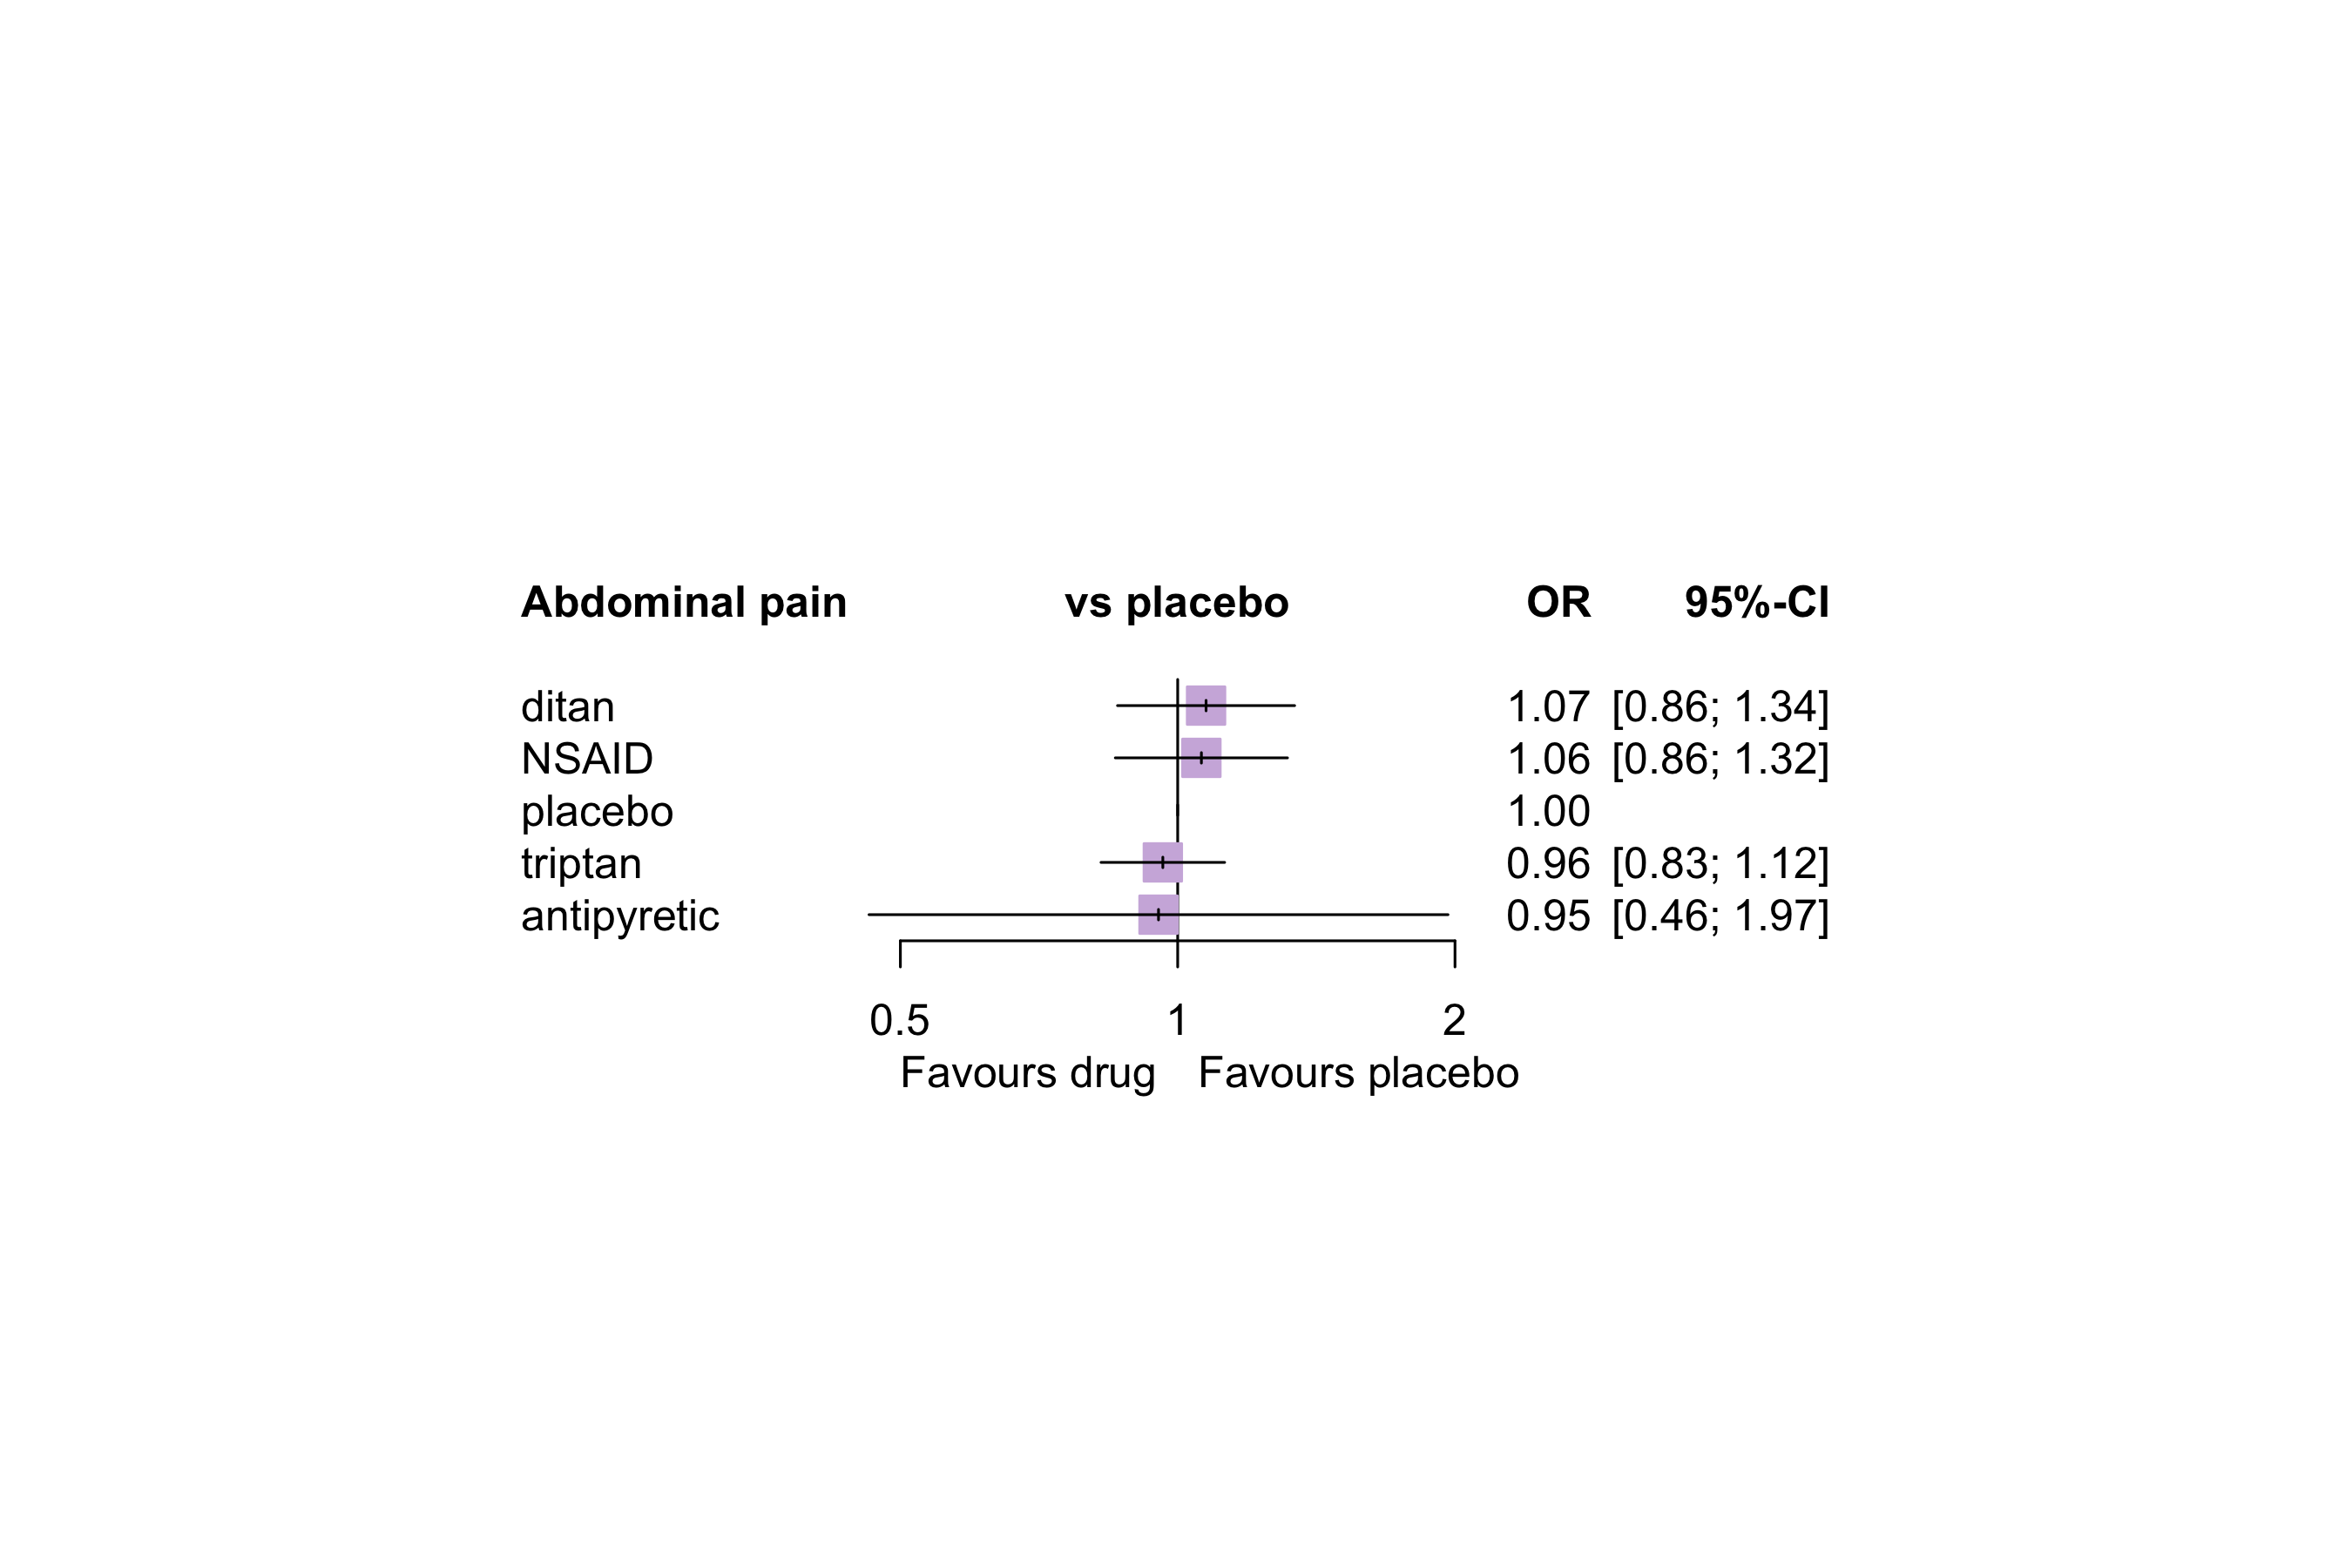 Abdominal pain vs placebo OR 95%-CI
ditan 1.07 [0.86; 1.34]
NSAID 1.06 [0.86; 1.32]
placebo 1.00
triptan 0.96 [0.83; 1.12]
antipyretic 0.95 [0.46; 1.97]
0.5 1 2
Favours drug Favours placebo